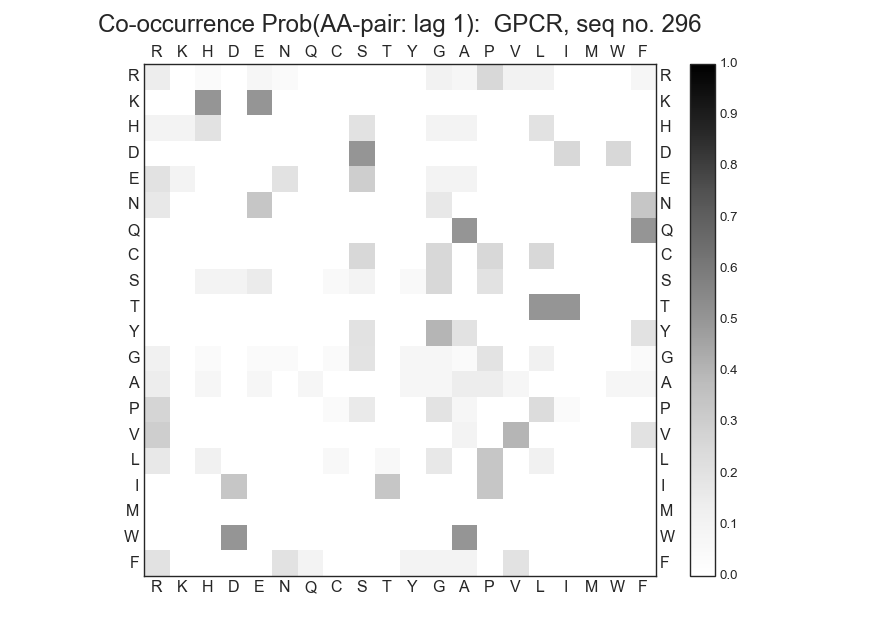 Co-occurrence Prob(AA-pair: lag 1):  GPCR, seq no. 296
R K H D E N Q C S T Y G A P V L I M W F
R R 1.0
K K 0.9
H H
D D 0.8
E E
N N 0.7
Q Q 0.6
C C
S S
T T 0.5
Y Y
G G 0.4
A A
P P 0.3
V V
L L 0.2
I I
M M 0.1
W W
F F 0.0
R K H D E N Q C S T Y G A P V L I M W F